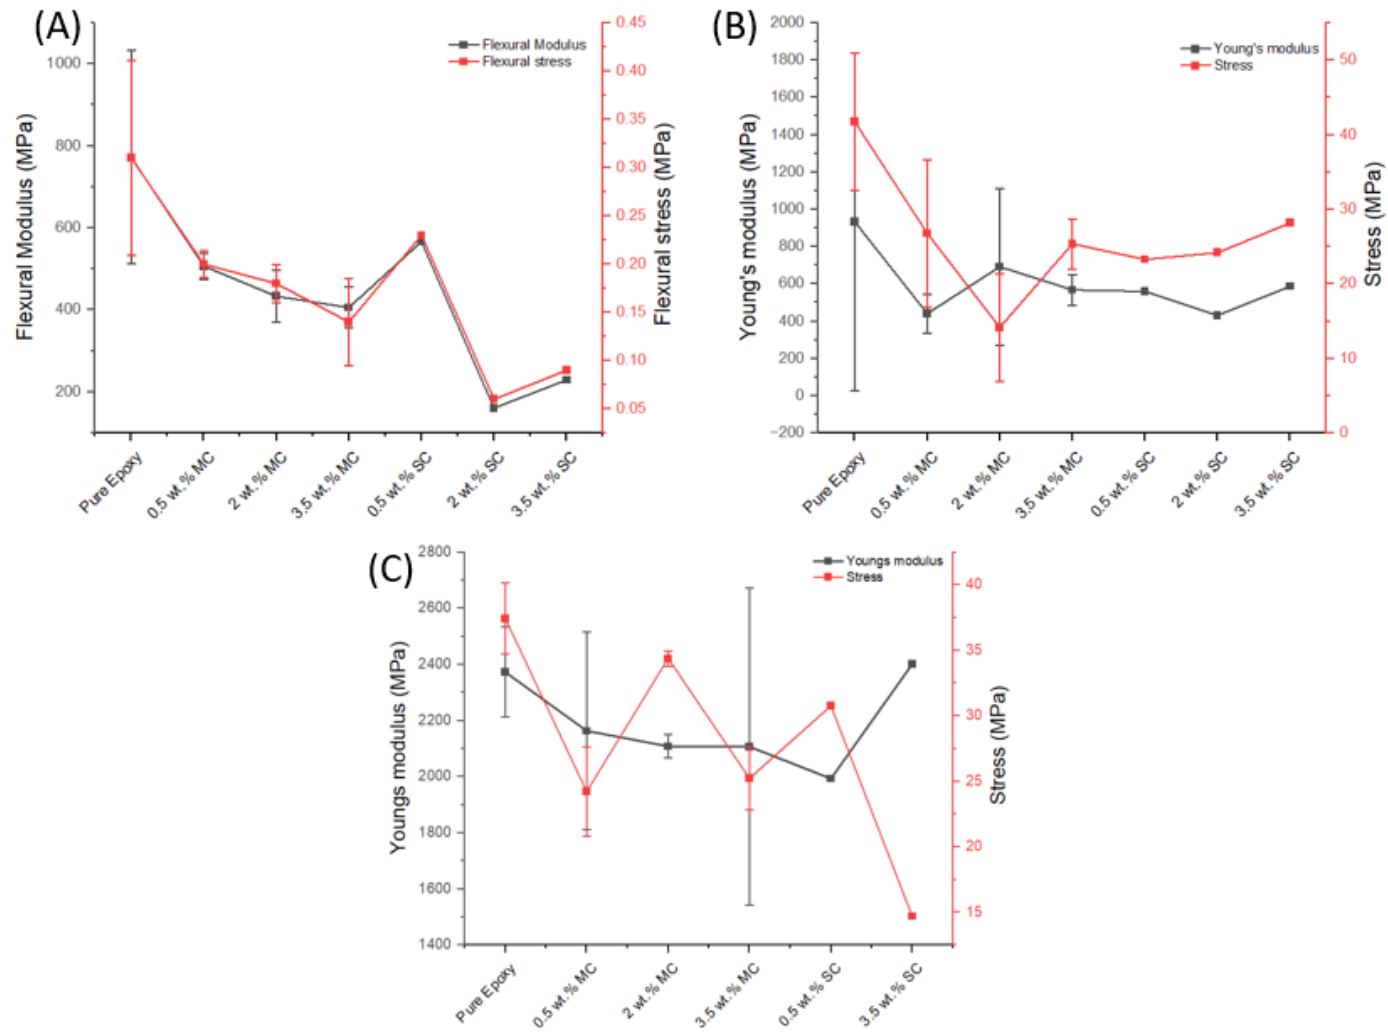 (A)
Flexural Modulus
Flexural stress
Flexural Modulus (MPa)
1000
800
600
400
200
0.45
0.40
0.35
0.30
0.25
0.20
0.15
0.10
0.05
Flexural stress (MPa)
Pure Epoxy
0.5 wt.% MC
2 wt.% MC
3.5 wt.% MC
0.5 wt.% SC
2 wt.% SC
3.5 wt.% SC
(B)
Young's modulus
Stress
Young's modulus (MPa)
2000
1800
1600
1400
1200
1000
800
600
400
200
0
−200
50
40
30
20
10
0
Stress (MPa)
Pure Epoxy
0.5 wt.% MC
2 wt.% MC
3.5 wt.% MC
0.5 wt.% SC
2 wt.% SC
3.5 wt.% SC
(C)
Youngs modulus
Stress
Youngs modulus (MPa)
2800
2600
2400
2200
2000
1800
1600
1400
40
35
30
25
20
15
Stress (MPa)
Pure Epoxy
0.5 wt.% MC
2 wt.% MC
3.5 wt.% MC
0.5 wt.% SC
3.5 wt.% SC